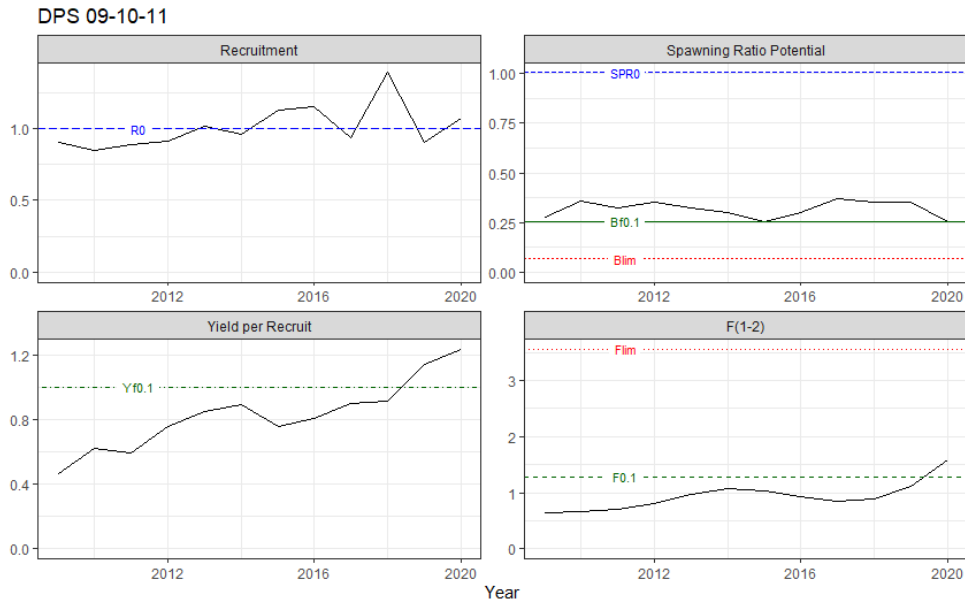 DPS 09-10-11
Recruitment
1.0
0.5
0.0
R0
2012 2016 2020
Spawning Ratio Potential
1.00
0.75
0.50
0.25
0.00
SPR0
Bf0.1
Blim
2012 2016 2020
Yield per Recruit
1.2
0.8
0.4
0.0
Yf0.1
2012 2016 2020
F(1-2)
3
2
1
0
Flim
F0.1
2012 2016 2020
Year